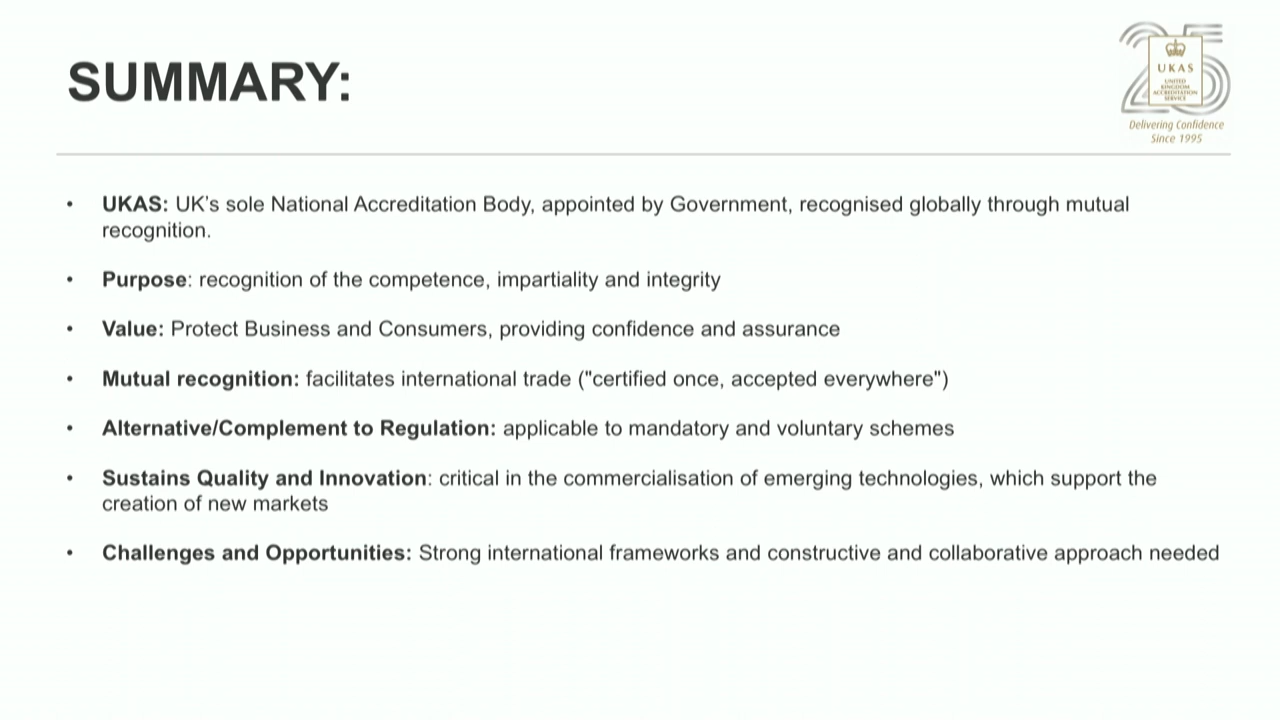 SUMMARY:
25
UKAS
UNITED
KINGDOM
ACCREDITATION
SERVICE
Delivering Confidence
Since 1995
• UKAS: UK's sole National Accreditation Body, appointed by Government, recognised globally through mutual
recognition.
• Purpose: recognition of the competence, impartiality and integrity
• Value: Protect Business and Consumers, providing confidence and assurance
• Mutual recognition: facilitates international trade ("certified once, accepted everywhere")
• Alternative/Complement to Regulation: applicable to mandatory and voluntary schemes
• Sustains Quality and Innovation: critical in the commercialisation of emerging technologies, which support the
creation of new markets
• Challenges and Opportunities: Strong international frameworks and constructive and collaborative approach needed